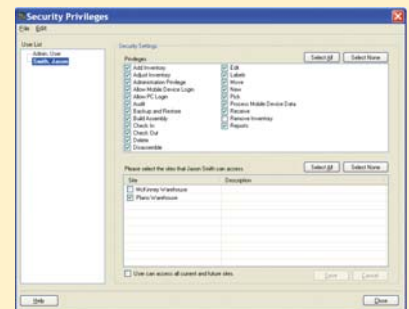 Security Privileges
File Edit
User List
Admin, User
Smith, Jason
Security Settings
Privileges
Select All Select None
Add Inventory
Adjust Inventory
Administration Privilege
Allow Mobile Device Login
Allow PC Login
Audit
Backup and Restore
Build Assembly
Check In
Check Out
Delete
Disassemble
Edit
Labels
Move
New
Pick
Process Mobile Device Data
Receive
Remove Inventory
Reports
Please select the sites that Jason Smith can access
Select All Select None
Site Description
McKinney Warehouse
Plano Warehouse
User can access all current and future sites.
Save Cancel
Help Close